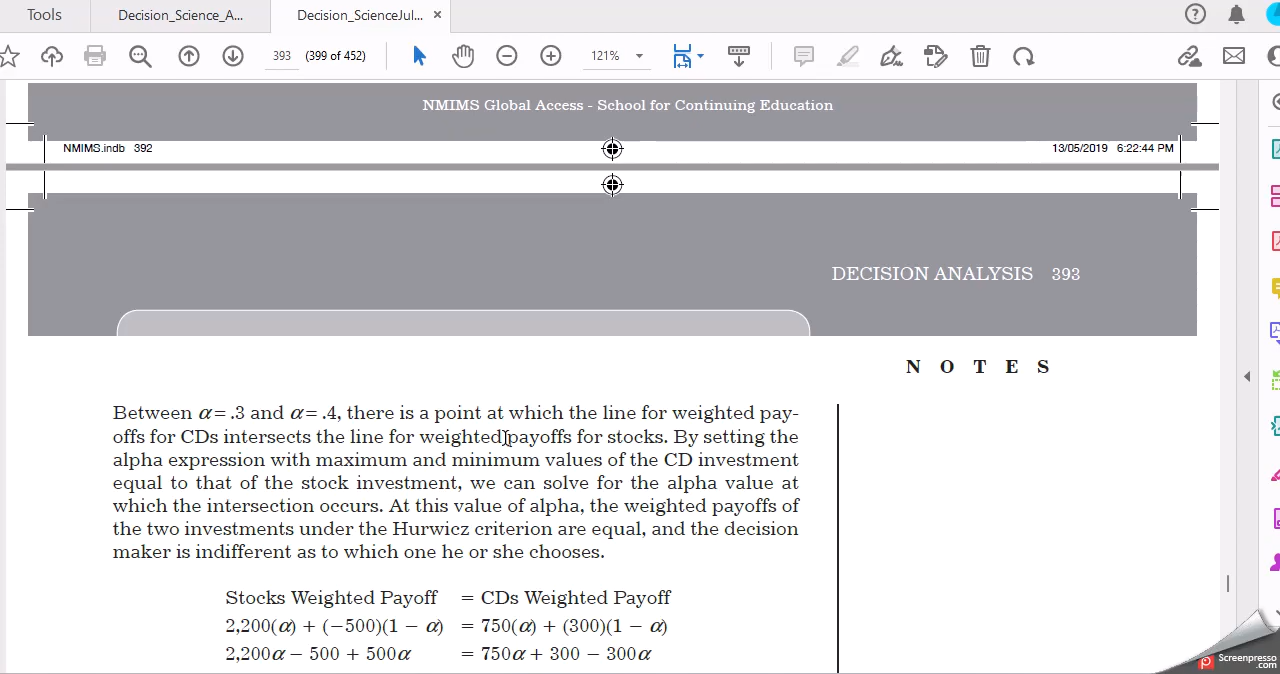 Tools
Decision_Science_A...
Decision_ScienceJul...
393 (399 of 452)
121%
NMIMS Global Access - School for Continuing Education
NMIMS.indb 392
13/05/2019 6:22:44 PM
DECISION ANALYSIS 393
N O T E S
Between α = .3 and α = .4, there is a point at which the line for weighted pay-
offs for CDs intersects the line for weighted payoffs for stocks. By setting the
alpha expression with maximum and minimum values of the CD investment
equal to that of the stock investment, we can solve for the alpha value at
which the intersection occurs. At this value of alpha, the weighted payoffs of
the two investments under the Hurwicz criterion are equal, and the decision
maker is indifferent as to which one he or she chooses.
Stocks Weighted Payoff = CDs Weighted Payoff
2,200(α) + (−500)(1 − α) = 750(α) + (300)(1 − α)
2,200α − 500 + 500α = 750α + 300 − 300α
Screenpresso
.com